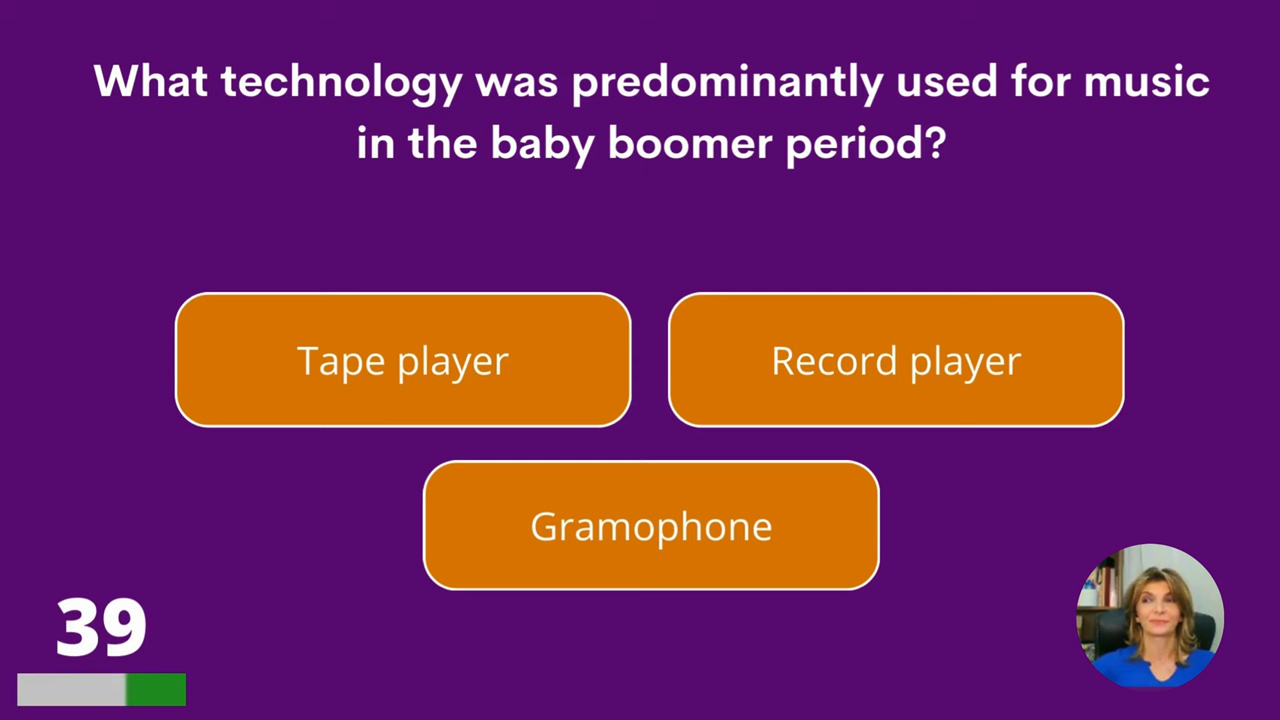 What technology was predominantly used for music
in the baby boomer period?
Tape player
Record player
Gramophone
39